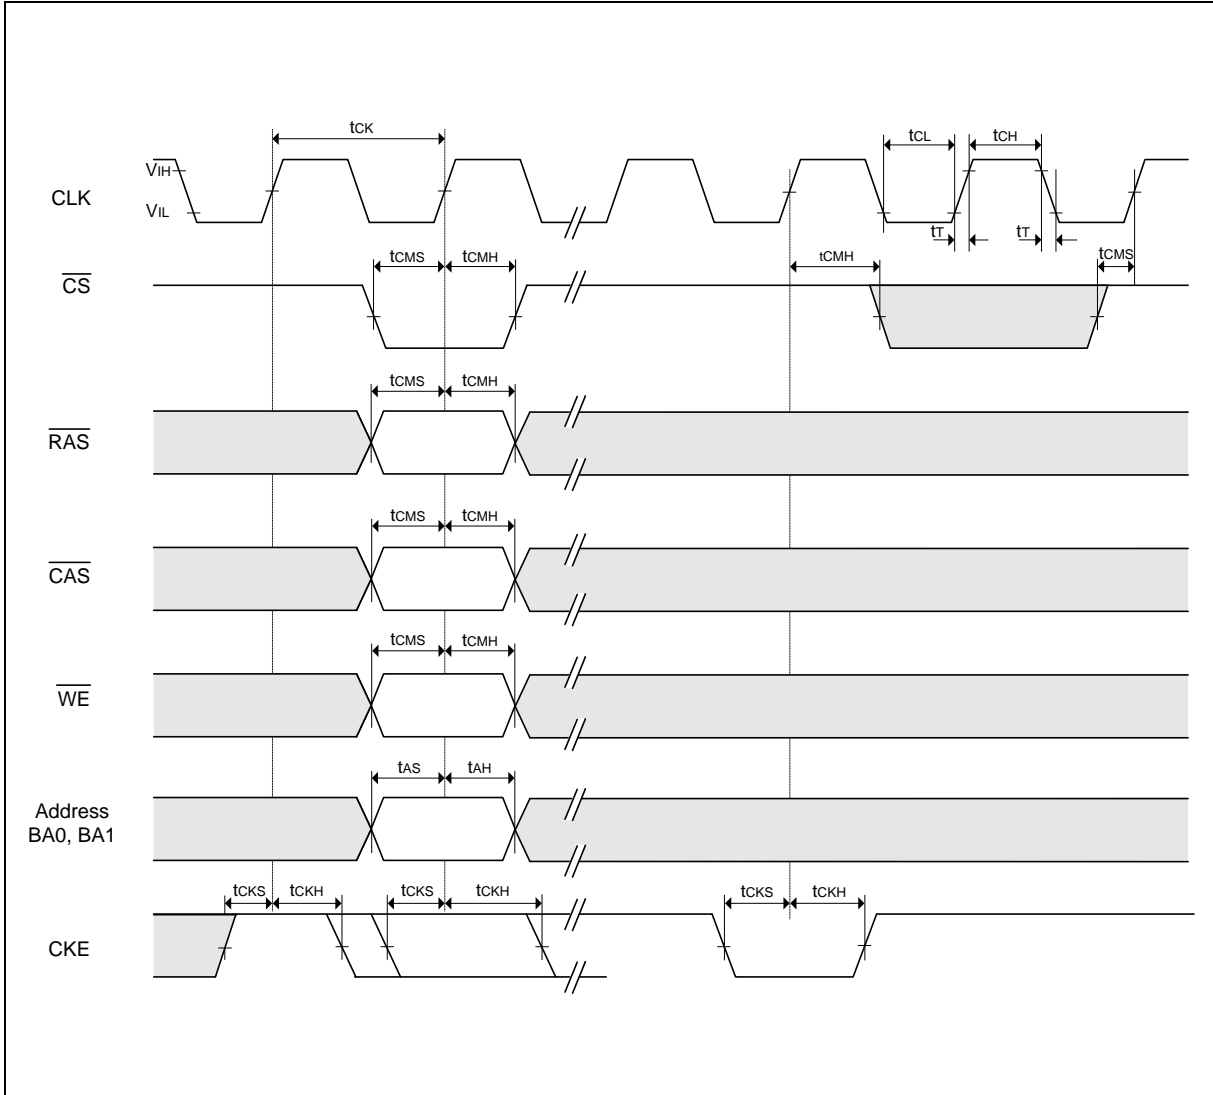 tCK
tCL
tCH
VIH
CLK
VIL
tT
tT
tCMS
tCMH
tCMH
tCMS
CS
tCMS
tCMH
RAS
tCMS
tCMH
CAS
tCMS
tCMH
WE
tAS
tAH
Address
BA0, BA1
tCKS
tCKH
tCKS
tCKH
tCKS
tCKH
CKE